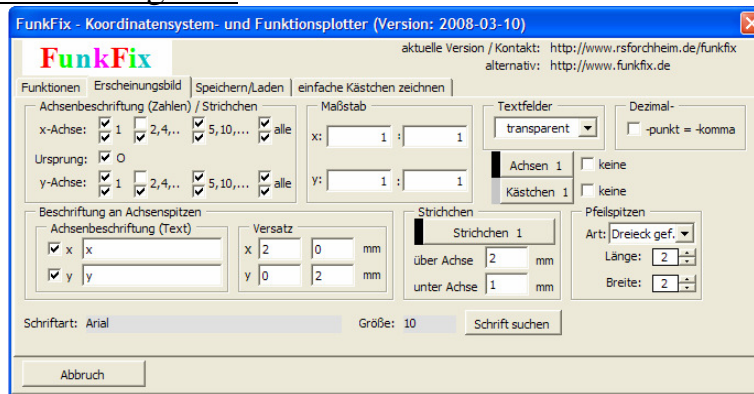 FunkFix - Koordinatensystem- und Funktionsplotter (Version: 2008-03-10)
FunkFix
aktuelle Version / Kontakt: http://www.rsforchheim.de/funkfix
alternativ: http://www.funkfix.de
Funktionen Erscheinungsbild Speichern/Laden einfache Kästchen zeichnen
Achsenbeschriftung (Zahlen) / Strichchen
x-Achse: 1 2,4,.. 5,10,... alle
Ursprung: O
y-Achse: 1 2,4,.. 5,10,... alle
Maßstab
x: 1 : 1
y: 1 : 1
Textfelder
transparent
Dezimal-
-punkt = -komma
Achsen 1 keine
Kästchen 1 keine
Beschriftung an Achsenspitzen
Achsenbeschriftung (Text)
x x
y y
Versatz
x 2 0 mm
y 0 2 mm
Strichchen
Strichchen 1
über Achse 2 mm
unter Achse 1 mm
Pfeilspitzen
Art: Dreieck gef.
Länge: 2
Breite: 2
Schriftart: Arial Größe: 10 Schrift suchen
Abbruch